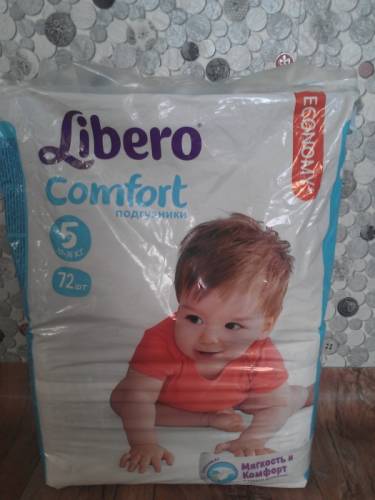 Libero
ECONOMY
Comfort
подгузники
5
72 шт
Мягкость и
Комфорт